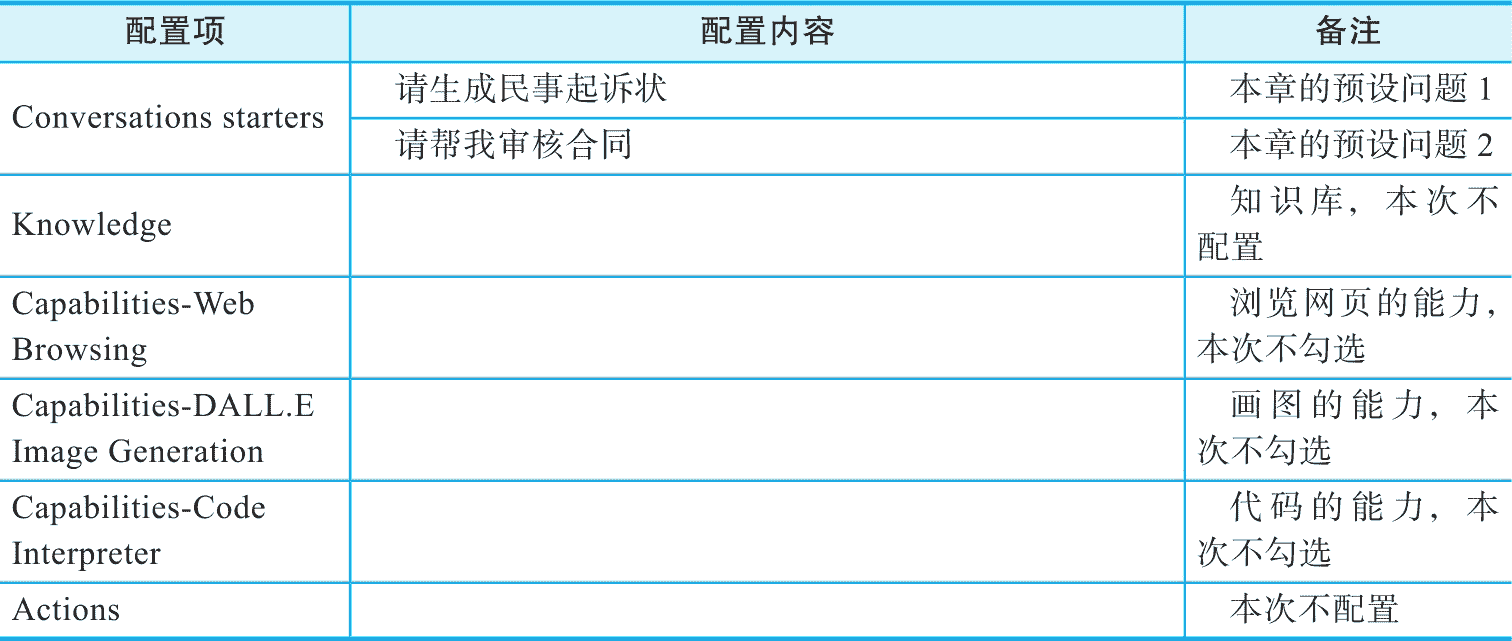 配置项 配置内容 备注
Conversations starters 请生成民事起诉状 本章的预设问题 1
请帮我审核合同 本章的预设问题 2
Knowledge 知识库，本次不
配置
Capabilities-Web 浏览网页的能力，
Browsing 本次不勾选
Capabilities-DALL.E 画图的能力，本
Image Generation 次不勾选
Capabilities-Code 代码的能力，本
Interpreter 次不勾选
Actions 本次不配置